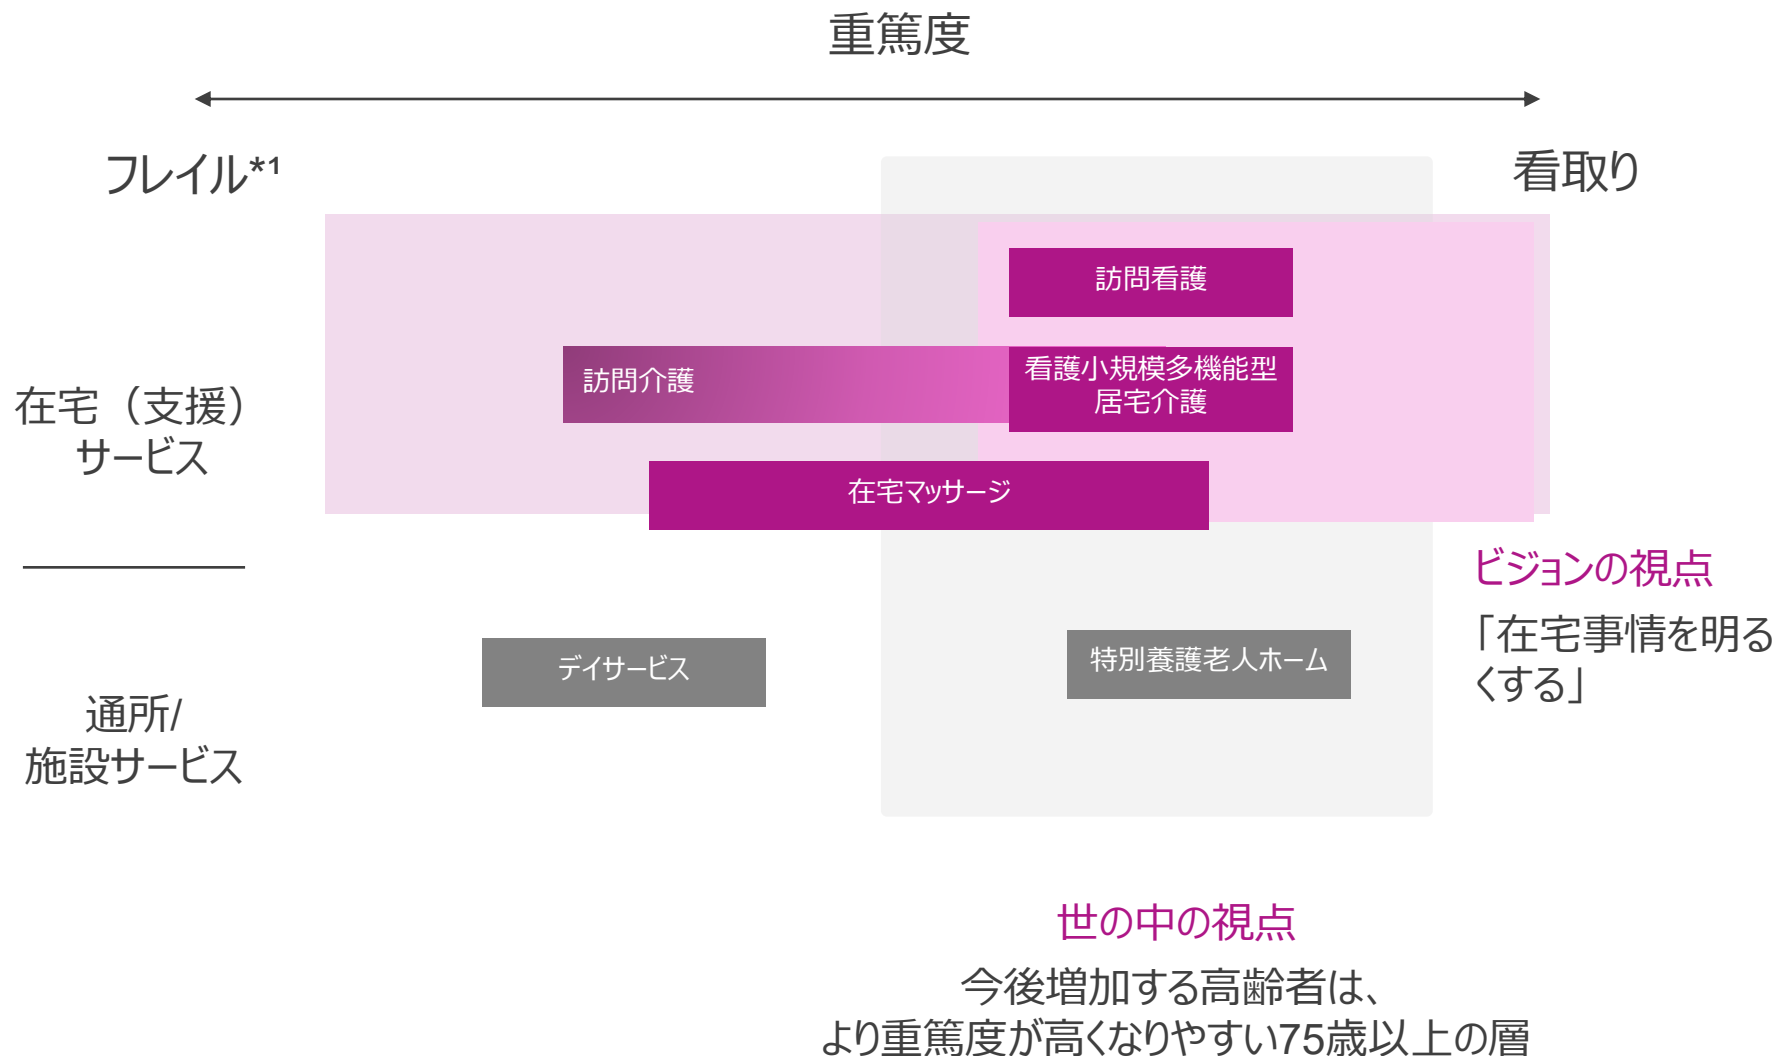 重篤度
フレイル*¹
看取り
訪問看護
訪問介護
看護小規模多機能型
居宅介護
在宅（支援）
サービス
在宅マッサージ
ビジョンの視点
「在宅事情を明る
くする」
デイサービス
特別養護老人ホーム
通所/
施設サービス
世の中の視点
今後増加する高齢者は、
より重篤度が高くなりやすい75歳以上の層